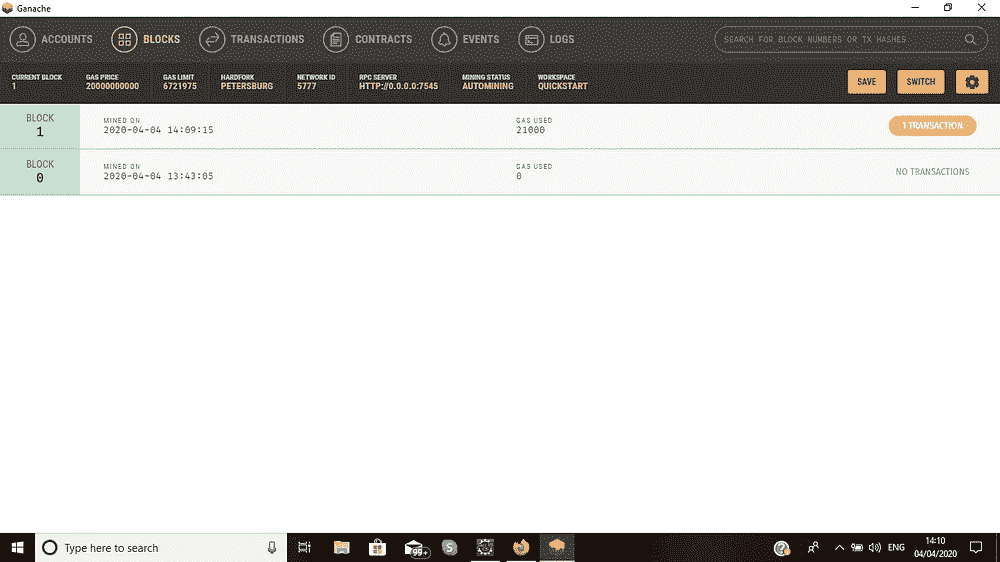 Ganache
ACCOUNTS BLOCKS TRANSACTIONS CONTRACTS EVENTS LOGS SEARCH FOR BLOCK NUMBERS OR TX HASHES
CURRENT BLOCK GAS PRICE GAS LIMIT HARDFORK NETWORK ID RPC SERVER MINING STATUS WORKSPACE
1 20000000000 6721975 PETERSBURG 5777 HTTP://0.0.0.0:7545 AUTOMINING QUICKSTART
SAVE SWITCH
BLOCK MINED ON GAS USED
1 2020-04-04 14:09:15 21000 1 TRANSACTION
BLOCK MINED ON GAS USED
0 2020-04-04 13:43:05 0 NO TRANSACTIONS
Type here to search 99+ ENG 14:10
04/04/2020